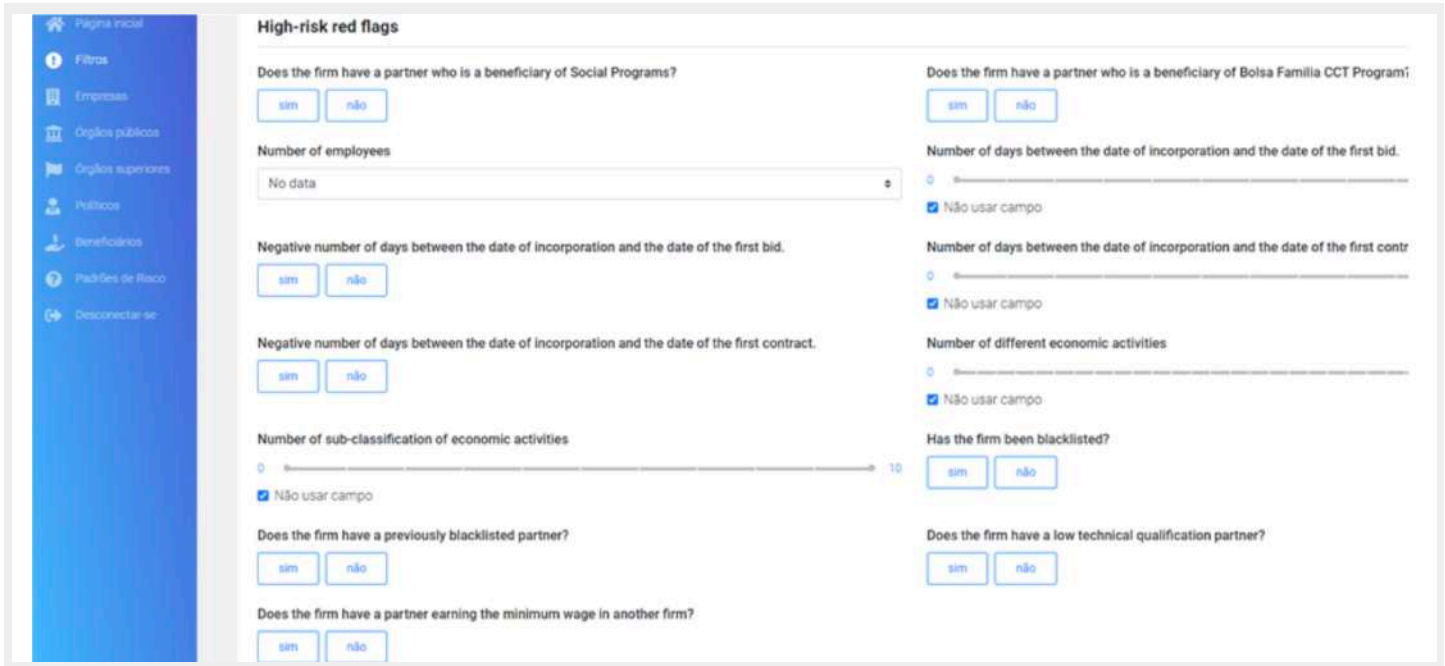 Página inicial
Filtros
Empresas
Órgãos públicos
Órgãos superiores
Políticos
Beneficiários
Padrões de Risco
Desconectar-se
High-risk red flags
Does the firm have a partner who is a beneficiary of Social Programs?
sim não
Does the firm have a partner who is a beneficiary of Bolsa Familia CCT Program?
sim não
Number of employees
No data
Number of days between the date of incorporation and the date of the first bid.
0
Não usar campo
Negative number of days between the date of incorporation and the date of the first bid.
sim não
Number of days between the date of incorporation and the date of the first contr
0
Não usar campo
Negative number of days between the date of incorporation and the date of the first contract.
sim não
Number of different economic activities
0
Não usar campo
Number of sub-classification of economic activities
0 10
Não usar campo
Has the firm been blacklisted?
sim não
Does the firm have a previously blacklisted partner?
sim não
Does the firm have a low technical qualification partner?
sim não
Does the firm have a partner earning the minimum wage in another firm?
sim não